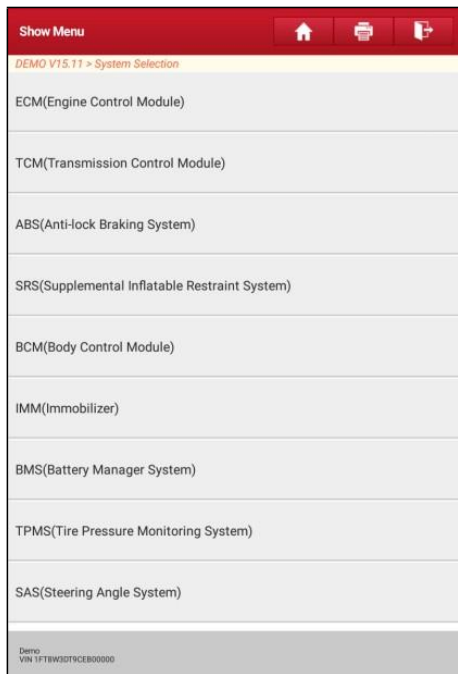 Show Menu
DEMO V15.11 > System Selection
ECM(Engine Control Module)
TCM(Transmission Control Module)
ABS(Anti-lock Braking System)
SRS(Supplemental Inflatable Restraint System)
BCM(Body Control Module)
IMM(Immobilizer)
BMS(Battery Manager System)
TPMS(Tire Pressure Monitoring System)
SAS(Steering Angle System)
Demo
VIN 1FT8W3DT9CEB00000